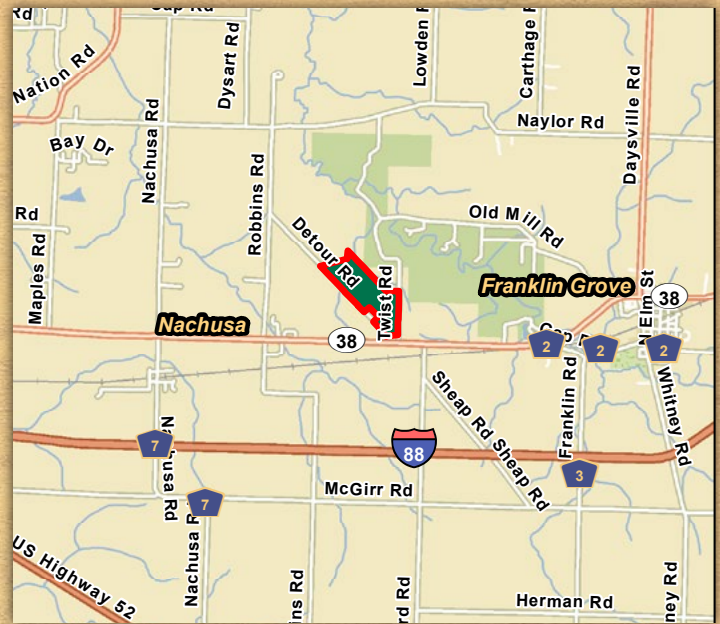 Rd
Cap Rd
Nation Rd
Dysart Rd
Lowden R
Carthage R
Nachusa Rd
Naylor Rd
Daysville Rd
Bay Dr
Robbins Rd
Rd
Old Mill Rd
Maples Rd
Detour Rd
Twist Rd
Franklin Grove
N Elm St
38
Nachusa
38
Cap R
2
2
2
Sheap Rd
Sheap Rd
Franklin Rd
Whitney Rd
7
Nachusa Rd
88
3
McGirr Rd
7
Nachusa R
US Highway 52
ins Rd
rd Rd
Herman Rd
ney Rd